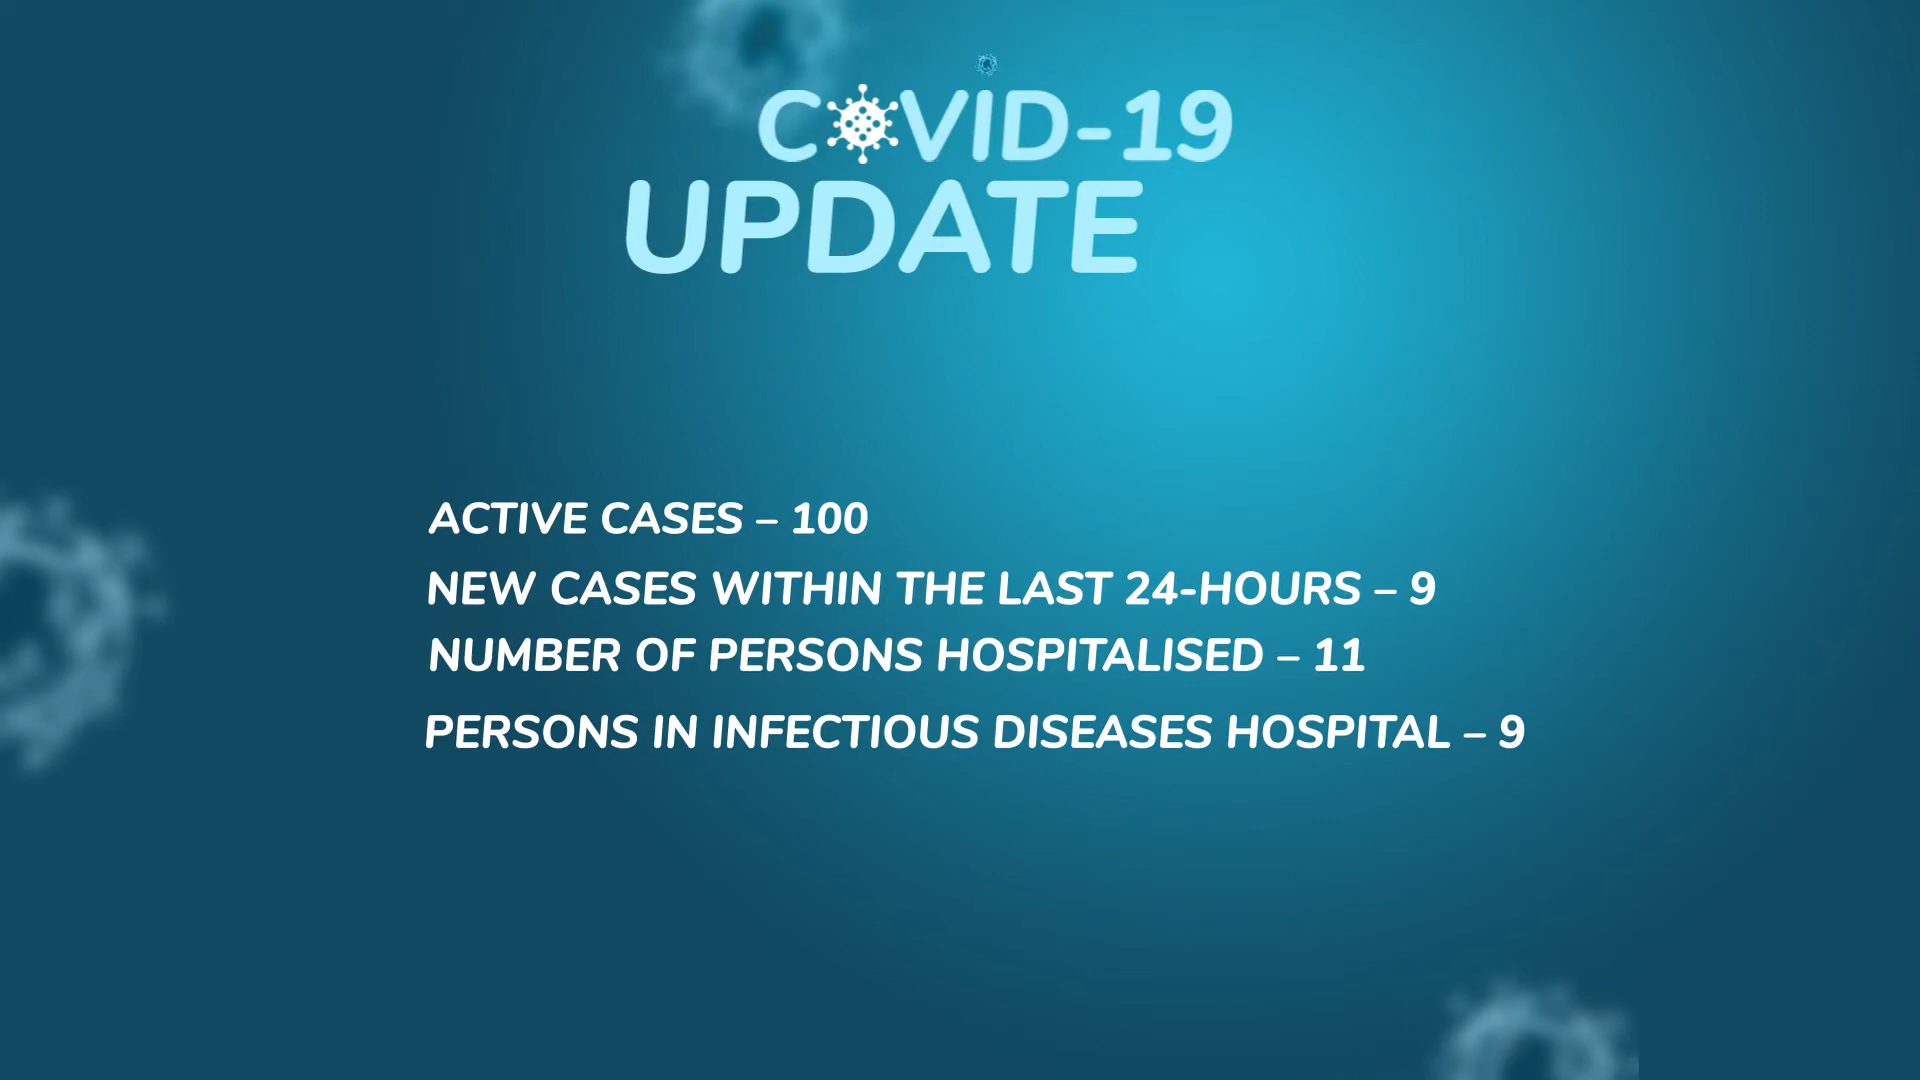 COVID-19
UPDATE
ACTIVE CASES – 100
NEW CASES WITHIN THE LAST 24-HOURS – 9
NUMBER OF PERSONS HOSPITALISED – 11
PERSONS IN INFECTIOUS DISEASES HOSPITAL – 9